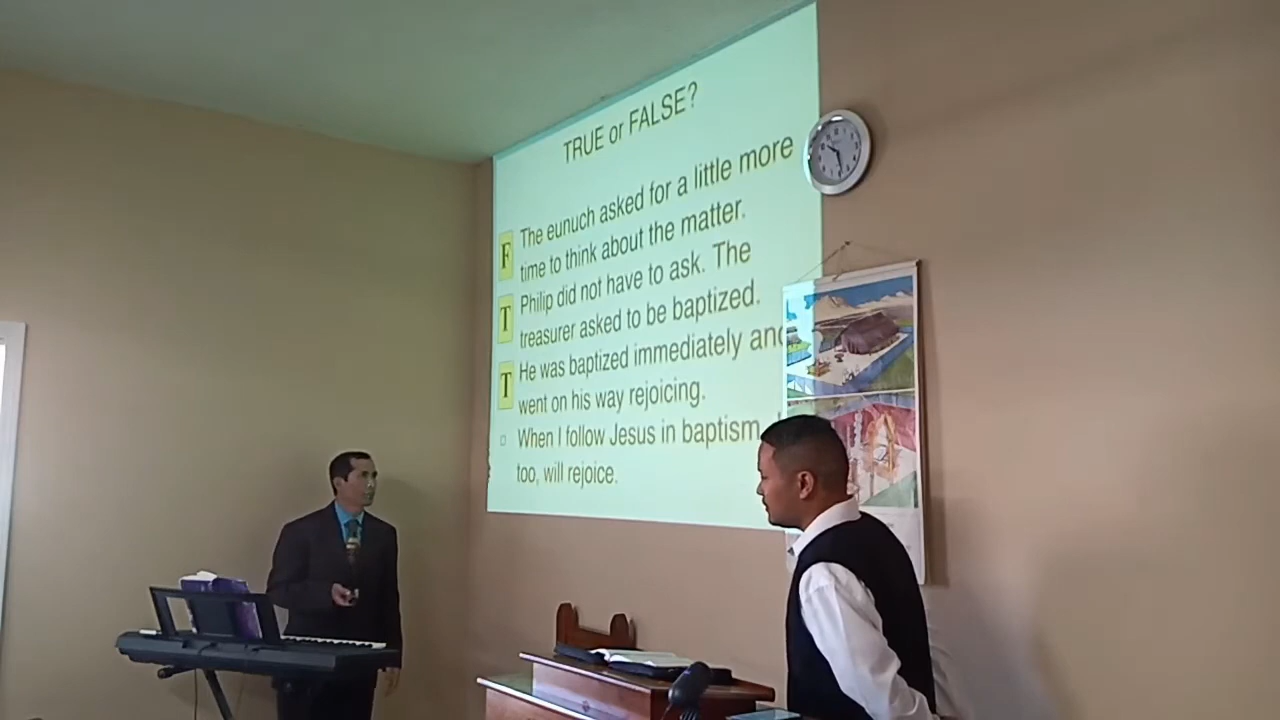 TRUE or FALSE?
F The eunuch asked for a little more
time to think about the matter.
T Philip did not have to ask. The
treasurer asked to be baptized.
T He was baptized immediately and
went on his way rejoicing.
When I follow Jesus in baptism,
too, will rejoice.